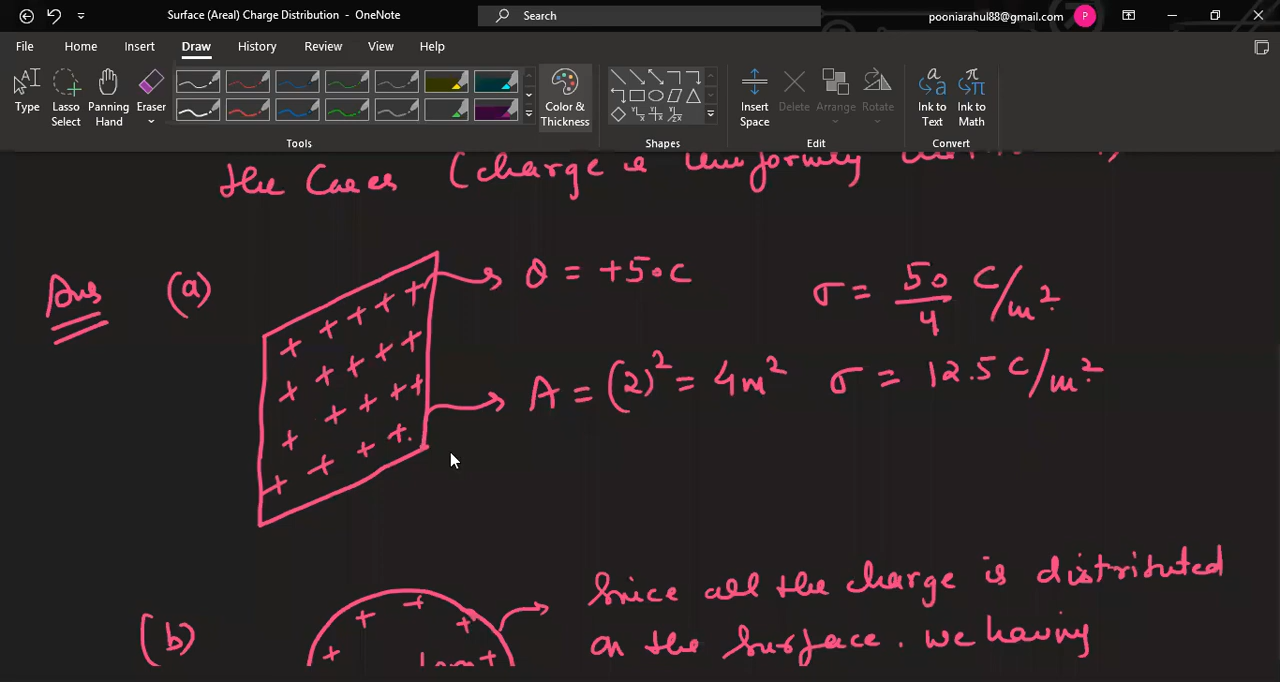 Surface (Areal) Charge Distribution - OneNote
Search
pooniarahul88@gmail.com
P
File Home Insert Draw History Review View Help
Type
Lasso Select
Panning Hand
Eraser
Color & Thickness
Insert Space
Delete
Arrange
Rotate
Ink to Text
Ink to Math
Tools
Shapes
Edit
Convert
the Cases (charge is uniformly
Ans (a)
Q = +50C
σ = 50/4 C/m²
A = (2)² = 4m²
σ = 12.5 C/m²
(b)
Since all the charge is distributed
on the surface. we having